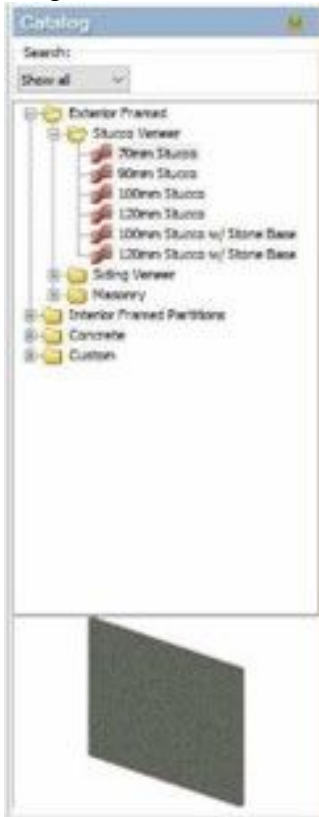 Catalog
Search:
Show all
Exterior Framed
Stucco Veneer
70mm Stucco
90mm Stucco
100mm Stucco
120mm Stucco
100mm Stucco w/ Stone Base
120mm Stucco w/ Stone Base
Siding Veneer
Masonry
Interior Framed Partitions
Concrete
Custom